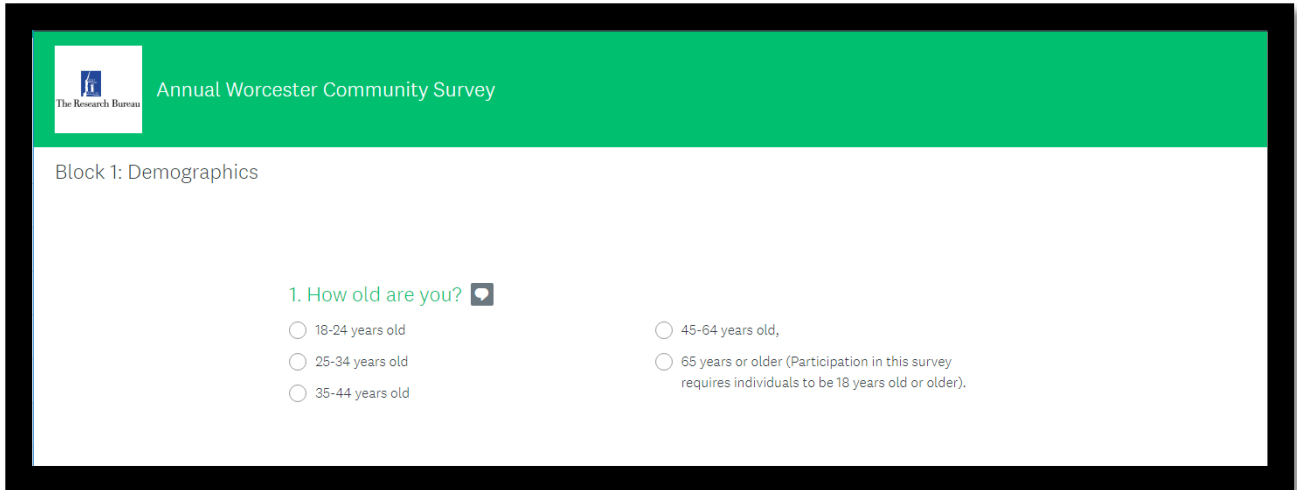 The Research Bureau
Annual Worcester Community Survey
Block 1: Demographics
1. How old are you?
18-24 years old
25-34 years old
35-44 years old
45-64 years old,
65 years or older (Participation in this survey
requires individuals to be 18 years old or older).